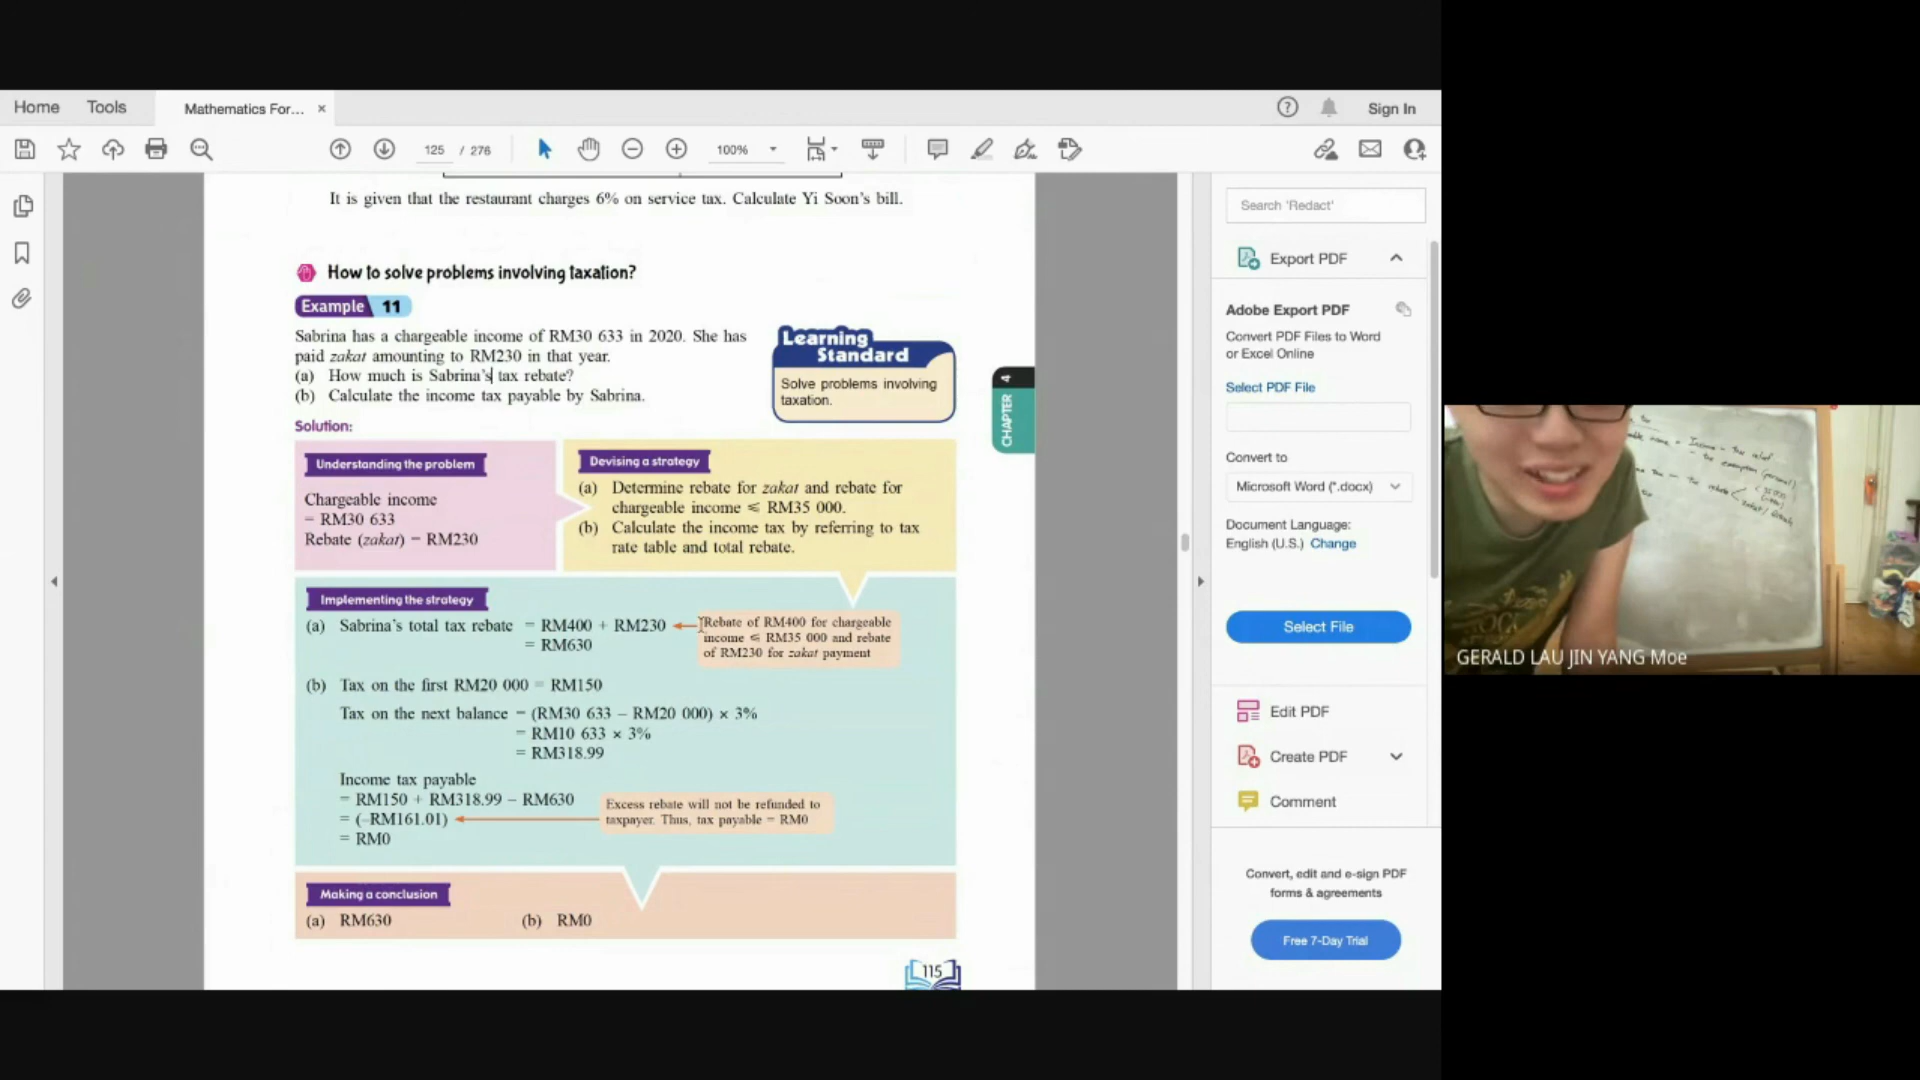 Home
Tools
Mathematics For...
Sign In
125 / 276
100%
It is given that the restaurant charges 6% on service tax. Calculate Yi Soon's bill.
How to solve problems involving taxation?
Example 11
Sabrina has a chargeable income of RM30 633 in 2020. She has
paid zakat amounting to RM230 in that year.
(a) How much is Sabrina's tax rebate?
(b) Calculate the income tax payable by Sabrina.
Learning
Standard
Solve problems involving
taxation.
CHAPTER 4
Solution:
Understanding the problem
Chargeable income
= RM30 633
Rebate (zakat) = RM230
Devising a strategy
(a) Determine rebate for zakat and rebate for
chargeable income ⩽ RM35 000.
(b) Calculate the income tax by referring to tax
rate table and total rebate.
Implementing the strategy
(a) Sabrina's total tax rebate = RM400 + RM230
= RM630
Rebate of RM400 for chargeable
income ⩽ RM35 000 and rebate
of RM230 for zakat payment
(b) Tax on the first RM20 000 = RM150
Tax on the next balance = (RM30 633 – RM20 000) × 3%
= RM10 633 × 3%
= RM318.99
Income tax payable
= RM150 + RM318.99 – RM630
= (–RM161.01)
= RM0
Excess rebate will not be refunded to
taxpayer. Thus, tax payable = RM0
Making a conclusion
(a) RM630
(b) RM0
115
Search 'Redact'
Export PDF
Adobe Export PDF
Convert PDF Files to Word
or Excel Online
Select PDF File
Convert to
Microsoft Word (*.docx)
Document Language:
English (U.S.) Change
Select File
Edit PDF
Create PDF
Comment
Convert, edit and e-sign PDF
forms & agreements
Free 7-Day Trial
GERALD LAU JIN YANG Moe